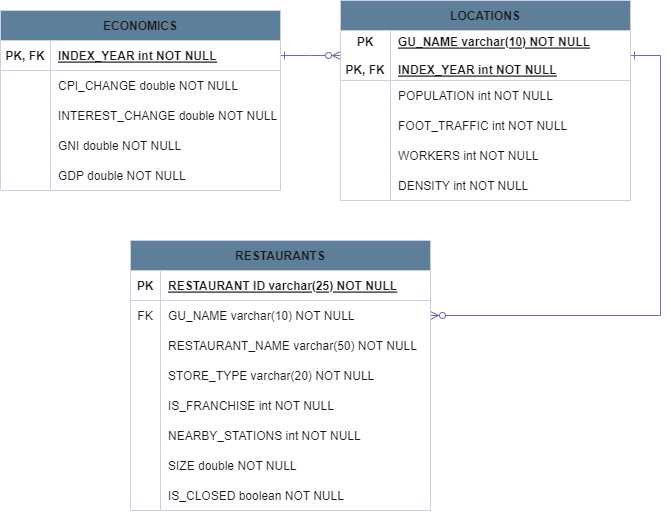 ECONOMICS
PK, FK INDEX_YEAR int NOT NULL
CPI_CHANGE double NOT NULL
INTEREST_CHANGE double NOT NULL
GNI double NOT NULL
GDP double NOT NULL
LOCATIONS
PK GU_NAME varchar(10) NOT NULL
PK, FK INDEX_YEAR int NOT NULL
POPULATION int NOT NULL
FOOT_TRAFFIC int NOT NULL
WORKERS int NOT NULL
DENSITY int NOT NULL
RESTAURANTS
PK RESTAURANT ID varchar(25) NOT NULL
FK GU_NAME varchar(10) NOT NULL
RESTAURANT_NAME varchar(50) NOT NULL
STORE_TYPE varchar(20) NOT NULL
IS_FRANCHISE int NOT NULL
NEARBY_STATIONS int NOT NULL
SIZE double NOT NULL
IS_CLOSED boolean NOT NULL